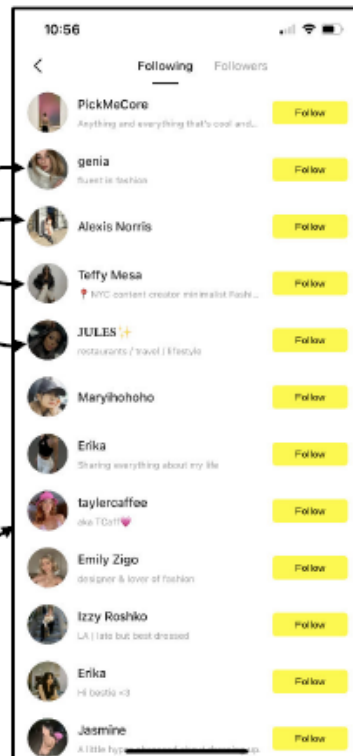 10:56
Following Followers
PickMeCore
Anything and everything that's cool and...
Follow
genia
fluent in fashion
Follow
Alexis Norris
Follow
Teffy Mesa
📍 NYC content creator minimalist Fashi...
Follow
JULES✨
restaurants / travel / lifestyle
Follow
Maryihohoho
Follow
Erika
Sharing everything about my life
Follow
taylercaffee
aka TCaff💗
Follow
Emily Zigo
designer & lover of fashion
Follow
Izzy Roshko
LA | late but best dressed
Follow
Erika
Hi bestie <3
Follow
Jasmine
A little hyp
Follow